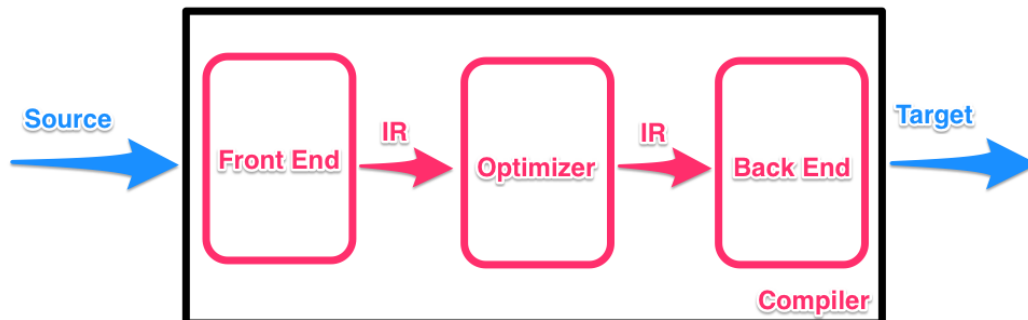 Source
Front End
IR
Optimizer
IR
Back End
Target
Compiler